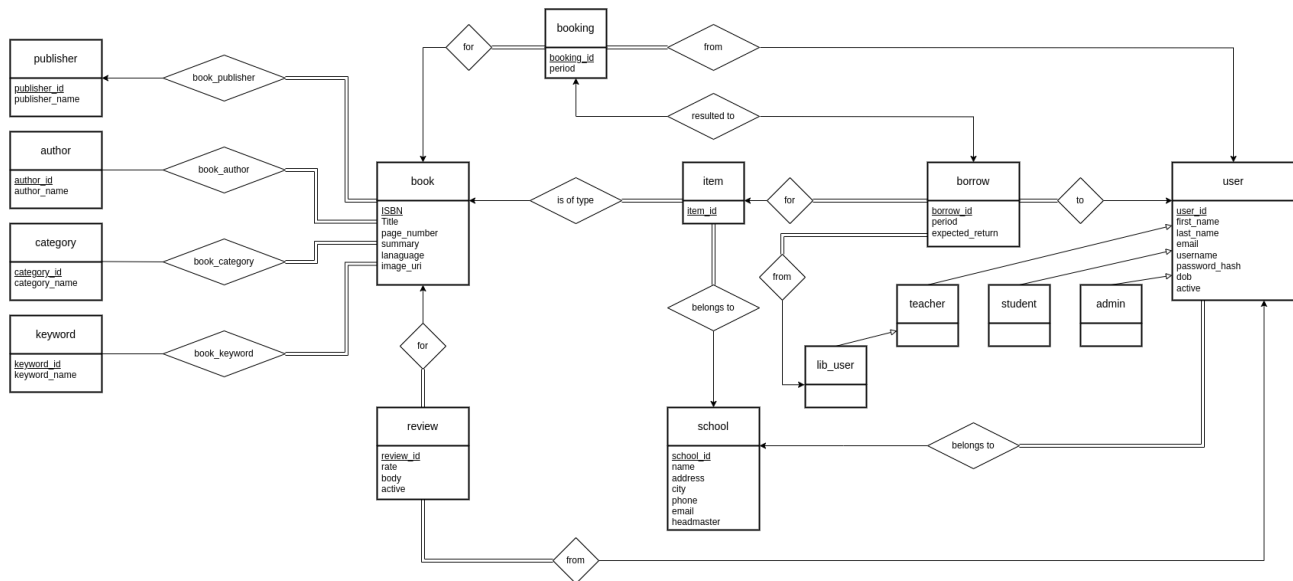 booking
booking_id
period
for
from
publisher
publisher_id
publisher_name
book_publisher
resulted to
author
author_id
author_name
book_author
book
ISBN
Title
page_number
summary
lanaguage
image_uri
is of type
item
item_id
for
borrow
borrow_id
period
expected_return
to
user
user_id
first_name
last_name
email
username
password_hash
dob
active
category
category_id
category_name
book_category
from
teacher
student
admin
belongs to
keyword
keyword_id
keyword_name
book_keyword
for
lib_user
review
review_id
rate
body
active
school
school_id
name
address
city
phone
email
headmaster
belongs to
from